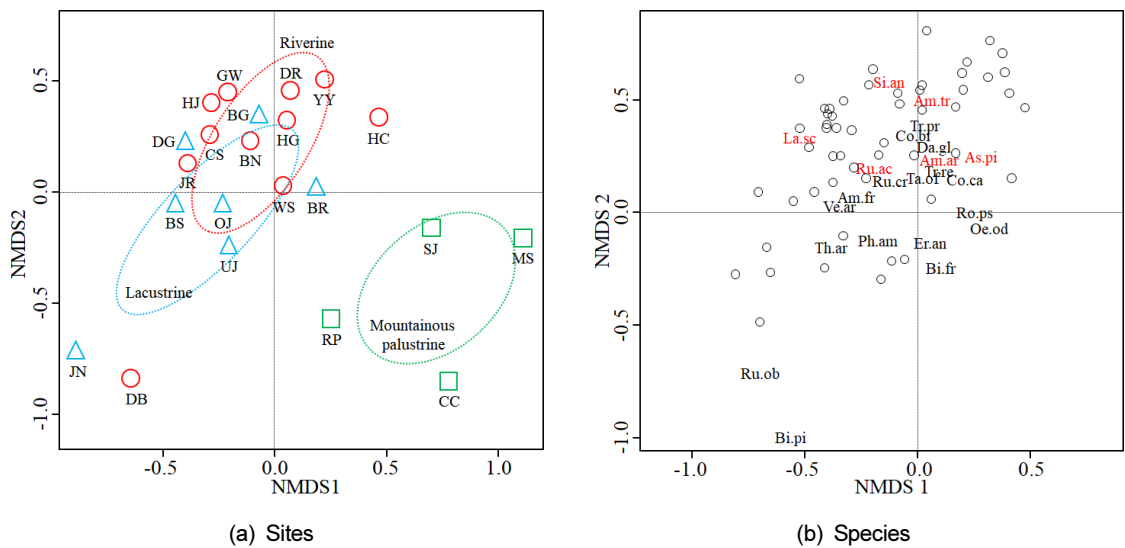 Riverine
GW
DR
YY
HJ
BG
HC
DG
CS
BN
HG
JR
WS
BR
BS
OJ
UJ
SJ
MS
Lacustrine
RP
Mountainous
palustrine
JN
DB
CC
0.5
0.0
-0.5
-1.0
NMDS2
-0.5
0.0
0.5
1.0
NMDS1
(a) Sites
Si.an
Am.tr
Tr.pr
Co.bi
La.sc
Da.gl
Am.ar
As.pi
Ru.ac
Tr.re
Ru.cr
Ta.of
Co.ca
Am.fr
Ve.ar
Ro.ps
Oe.od
Th.ar
Ph.am
Er.an
Bi.fr
Ru.ob
Bi.pi
0.5
0.0
-0.5
-1.0
NMDS 2
-1.0
-0.5
0.0
0.5
NMDS 1
(b) Species